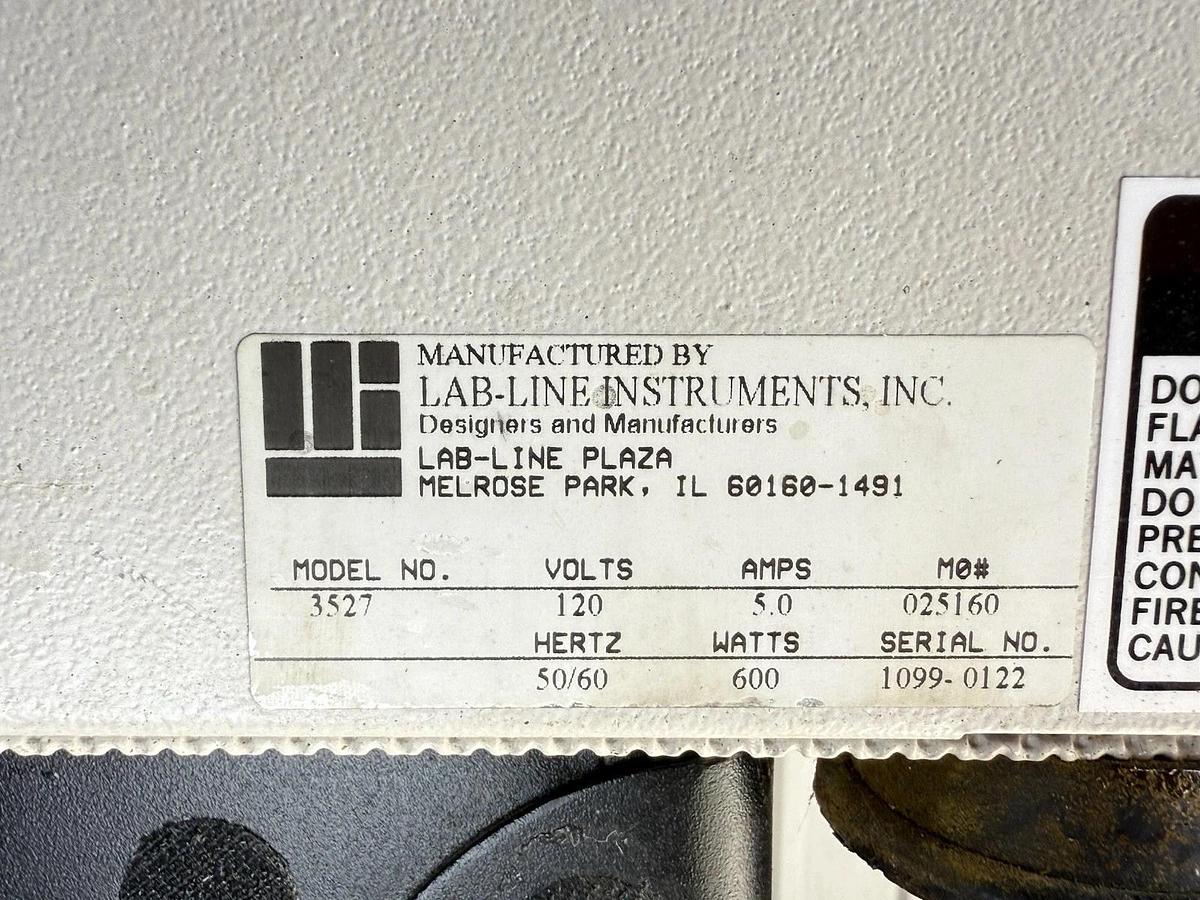 MANUFACTURED BY
LAB-LINE INSTRUMENTS, INC.
Designers and Manufacturers
LAB-LINE PLAZA
MELROSE PARK, IL 60160-1491
MODEL NO. VOLTS AMPS MO#
3527 120 5.0 025160
HERTZ WATTS SERIAL NO.
50/60 600 1099- 0122
DO
FLA
MA
DO
PRE
CON
FIRE
CAU